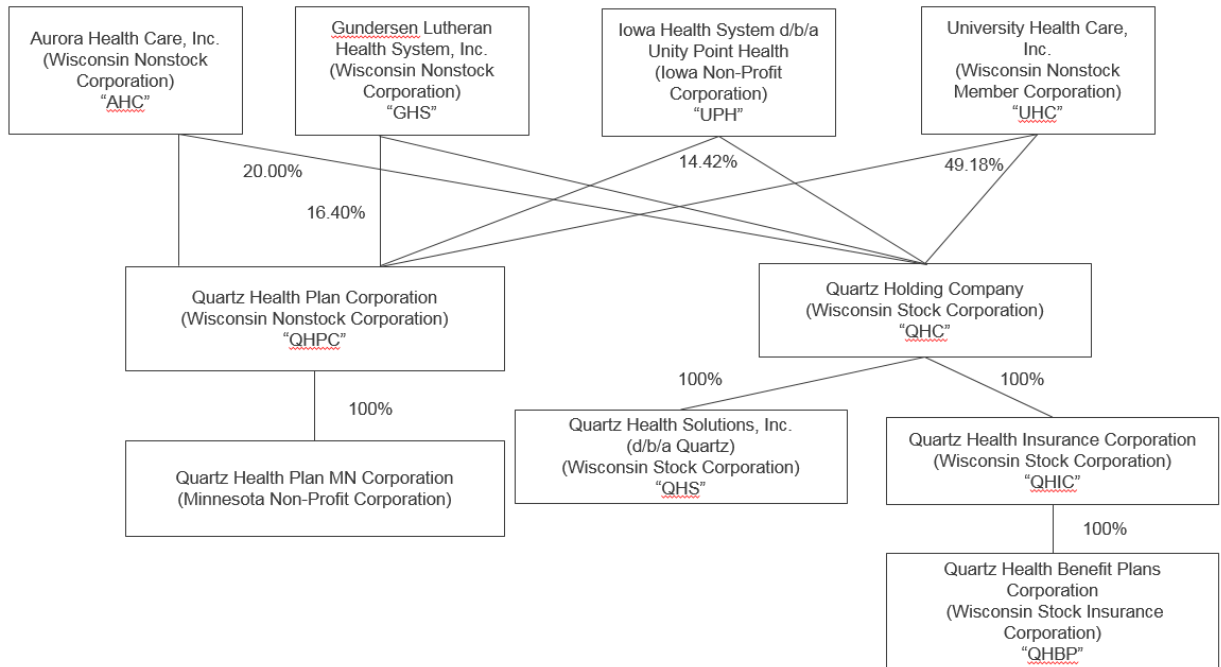 Aurora Health Care, Inc.
(Wisconsin Nonstock
Corporation)
“AHC”
Gundersen Lutheran
Health System, Inc.
(Wisconsin Nonstock
Corporation)
“GHS”
Iowa Health System d/b/a
Unity Point Health
(Iowa Non-Profit
Corporation)
“UPH”
University Health Care,
Inc.
(Wisconsin Nonstock
Member Corporation)
“UHC”
20.00%
16.40%
14.42%
49.18%
Quartz Health Plan Corporation
(Wisconsin Nonstock Corporation)
“QHPC”
Quartz Holding Company
(Wisconsin Stock Corporation)
“QHC”
100%
100%
100%
Quartz Health Plan MN Corporation
(Minnesota Non-Profit Corporation)
Quartz Health Solutions, Inc.
(d/b/a Quartz)
(Wisconsin Stock Corporation)
“QHS”
Quartz Health Insurance Corporation
(Wisconsin Stock Corporation)
“QHIC”
100%
Quartz Health Benefit Plans
Corporation
(Wisconsin Stock Insurance
Corporation)
“QHBP”